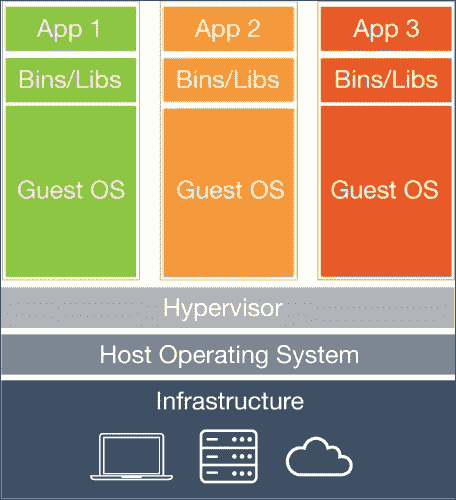 App 1
App 2
App 3
Bins/Libs
Bins/Libs
Bins/Libs
Guest OS
Guest OS
Guest OS
Hypervisor
Host Operating System
Infrastructure